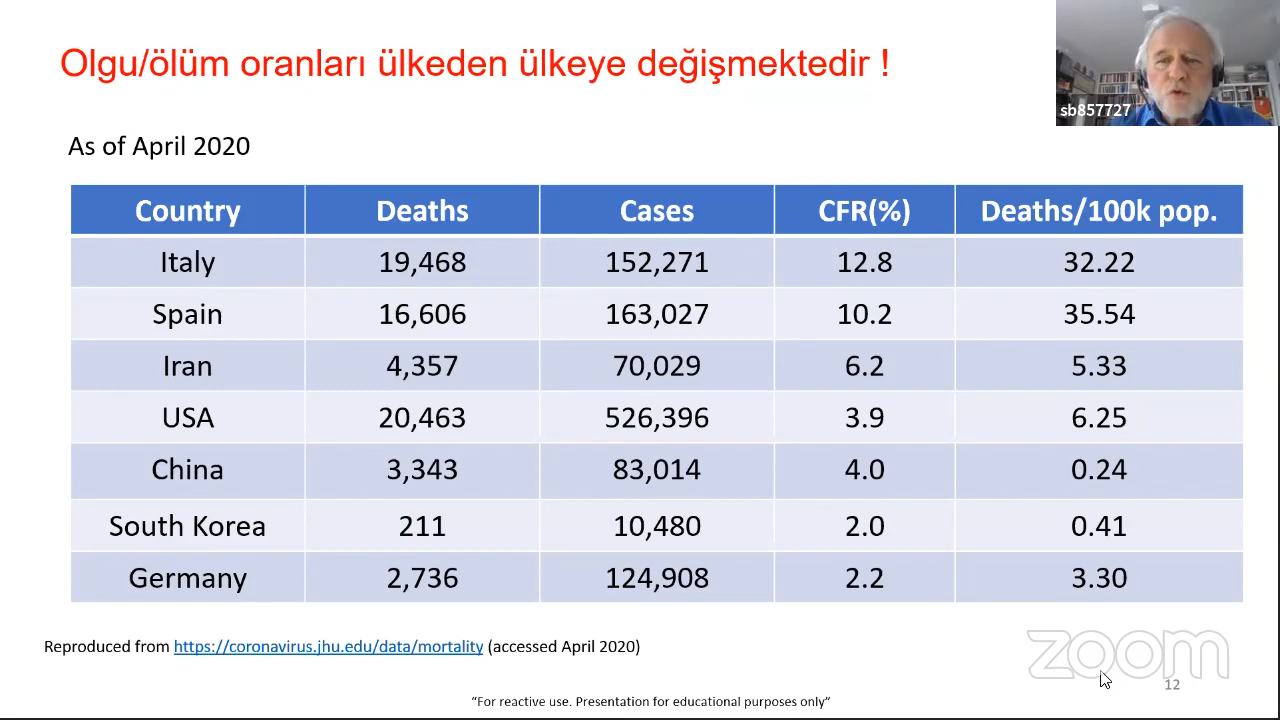 Olgu/ölüm oranları ülkeden ülkeye değişmektedir !
sb857727
As of April 2020
Country Deaths Cases CFR(%) Deaths/100k pop.
Italy 19,468 152,271 12.8 32.22
Spain 16,606 163,027 10.2 35.54
Iran 4,357 70,029 6.2 5.33
USA 20,463 526,396 3.9 6.25
China 3,343 83,014 4.0 0.24
South Korea 211 10,480 2.0 0.41
Germany 2,736 124,908 2.2 3.30
Reproduced from https://coronavirus.jhu.edu/data/mortality (accessed April 2020)
zoom
12
“For reactive use. Presentation for educational purposes only”